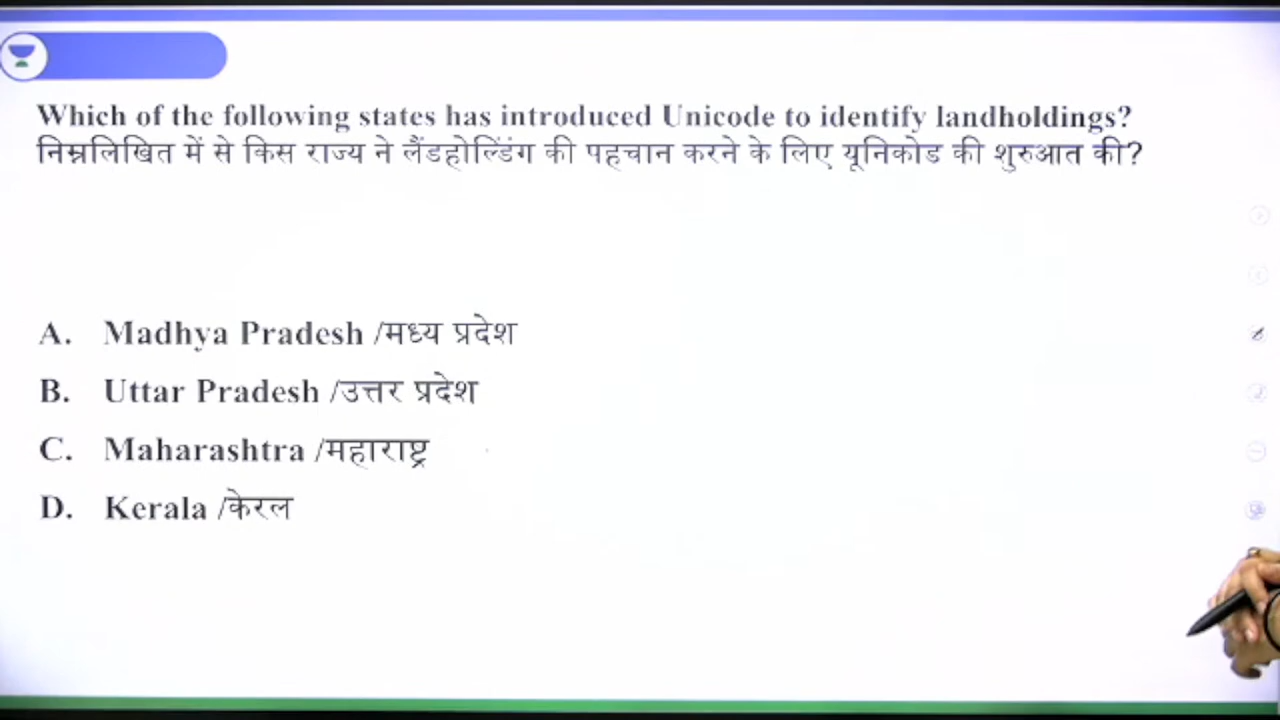 Which of the following states has introduced Unicode to identify landholdings?
निम्नलिखित में से किस राज्य ने लैंडहोल्डिंग की पहचान करने के लिए यूनिकोड की शुरुआत की?
A. Madhya Pradesh /मध्य प्रदेश
B. Uttar Pradesh /उत्तर प्रदेश
C. Maharashtra /महाराष्ट्र
D. Kerala /केरल